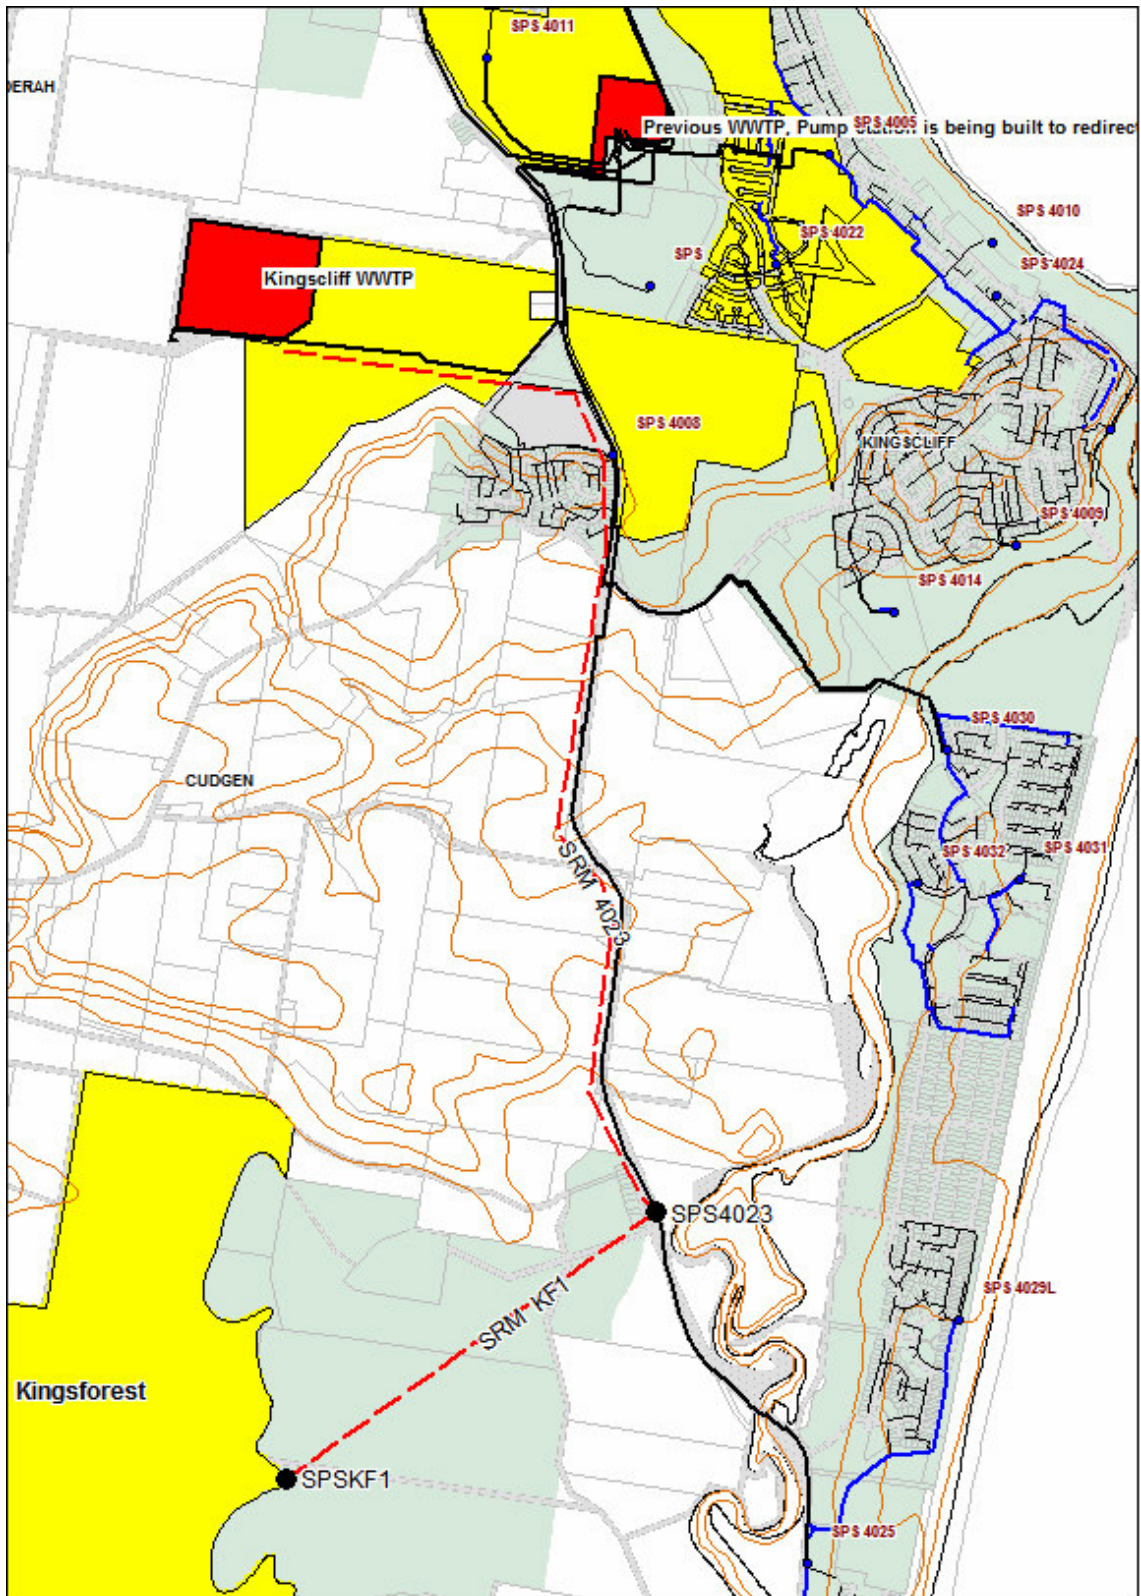 SPS 4011
DERAH
SPS 4005
Previous WWTP, Pump Station is being built to redirect
SPS 4010
SPS 4022
SPS
SPS 4024
Kingscliff WWTP
SPS 4008
KINGSCLIFF
SPS 4009
SPS 4014
SPS 4030
CUDGEN
SPS 4031
SPS 4032
SRM 4023
SPS4023
SPS 4029L
SRM KF1
Kingsforest
SPSKF1
SPS 4025